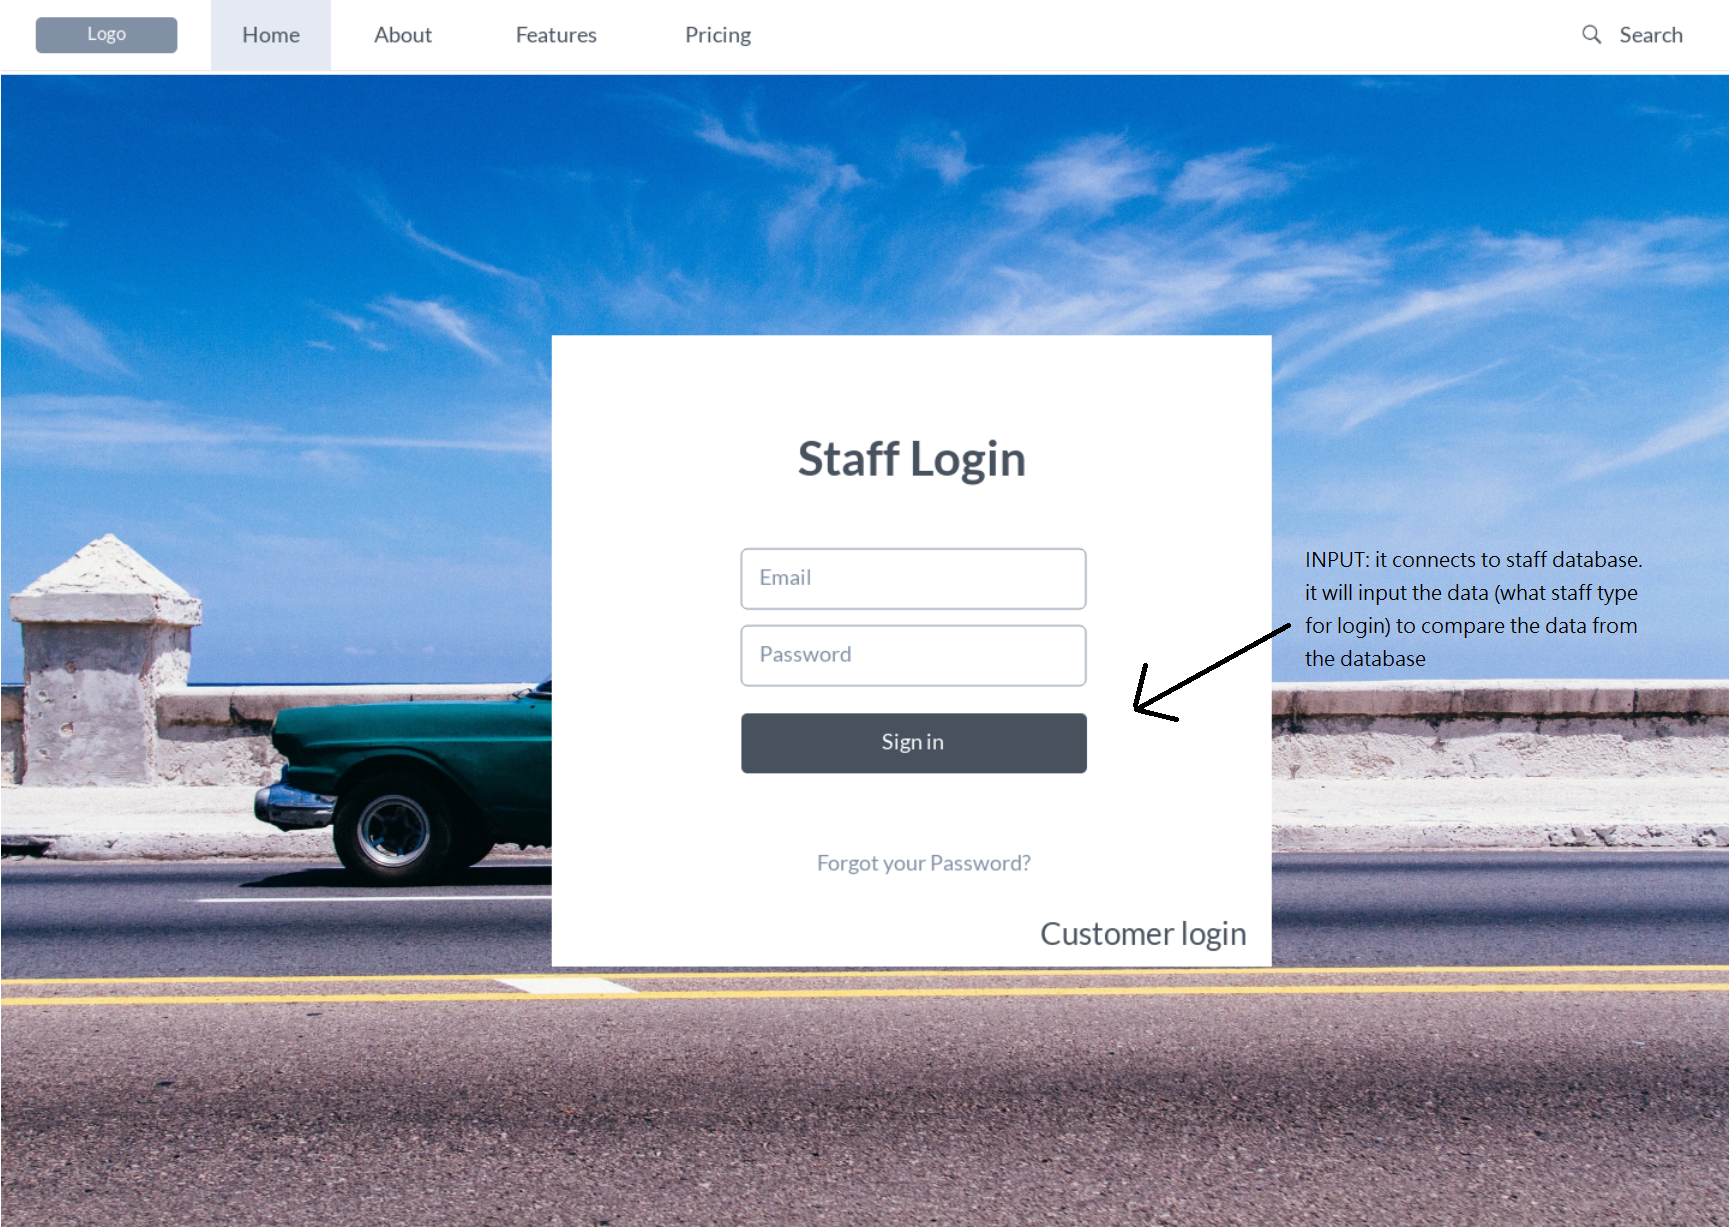 Logo
Home
About
Features
Pricing
Search
Staff Login
Email
Password
Sign in
Forgot your Password?
Customer login
INPUT: it connects to staff database.
it will input the data (what staff type
for login) to compare the data from
the database